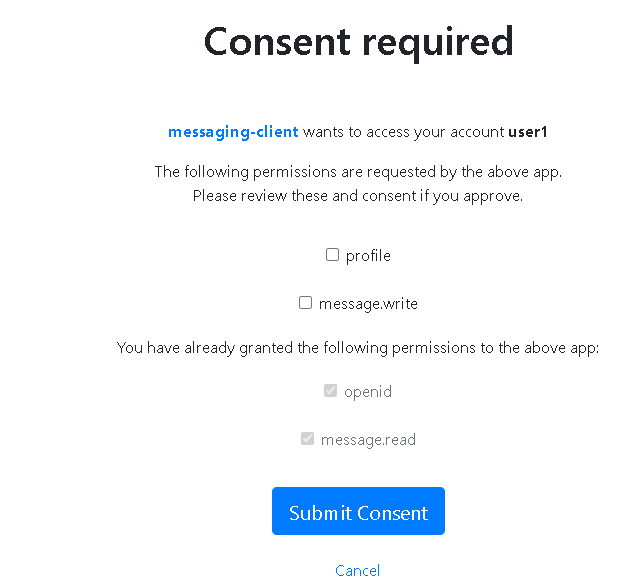 Consent required
messaging-client wants to access your account user1
The following permissions are requested by the above app.
Please review these and consent if you approve.
profile
message.write
You have already granted the following permissions to the above app:
openid
message.read
Submit Consent
Cancel